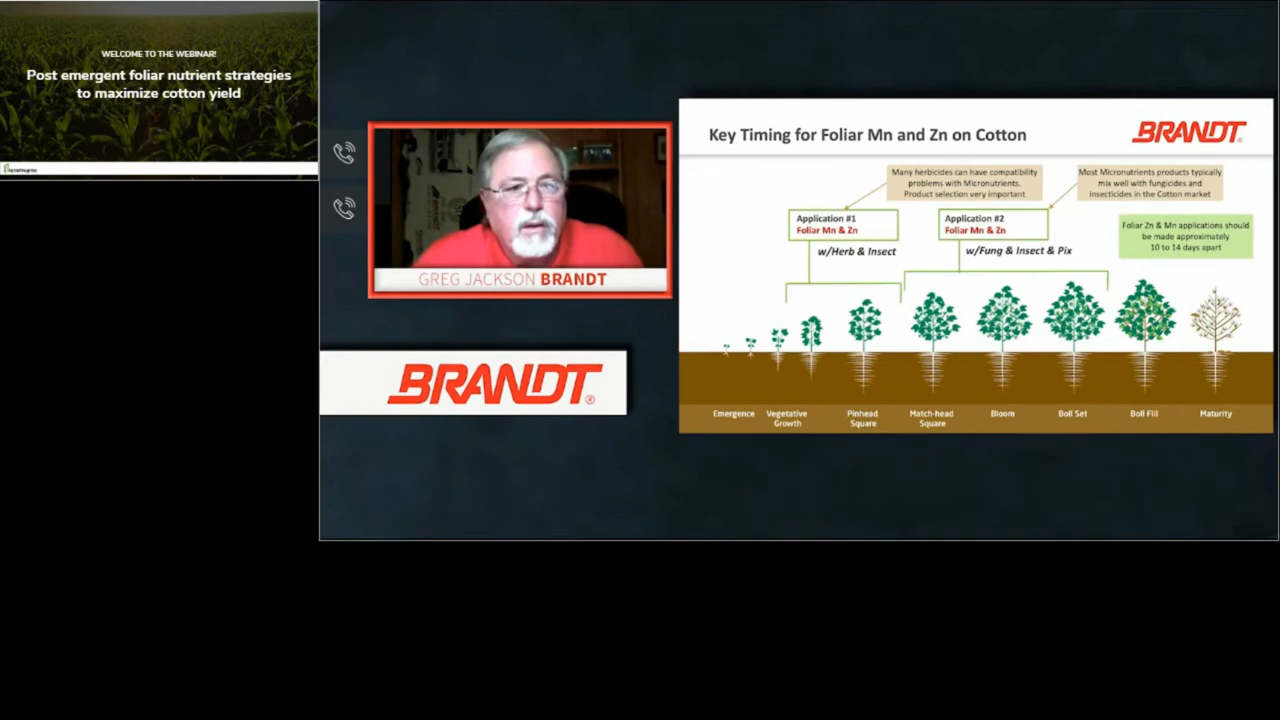 WELCOME TO THE WEBINAR!
Post emergent foliar nutrient strategies
to maximize cotton yield
GREG JACKSON BRANDT
BRANDT®
Key Timing for Foliar Mn and Zn on Cotton
BRANDT®
Many herbicides can have compatibility
problems with Micronutrients.
Product selection very important
Most Micronutrients products typically
mix well with fungicides and
insecticides in the Cotton market
Application #1
Foliar Mn & Zn
w/Herb & Insect
Application #2
Foliar Mn & Zn
w/Fung & Insect & Pix
Foliar Zn & Mn applications should
be made approximately
10 to 14 days apart
Emergence
Vegetative
Growth
Pinhead
Square
Match-head
Square
Bloom
Boll Set
Boll Fill
Maturity